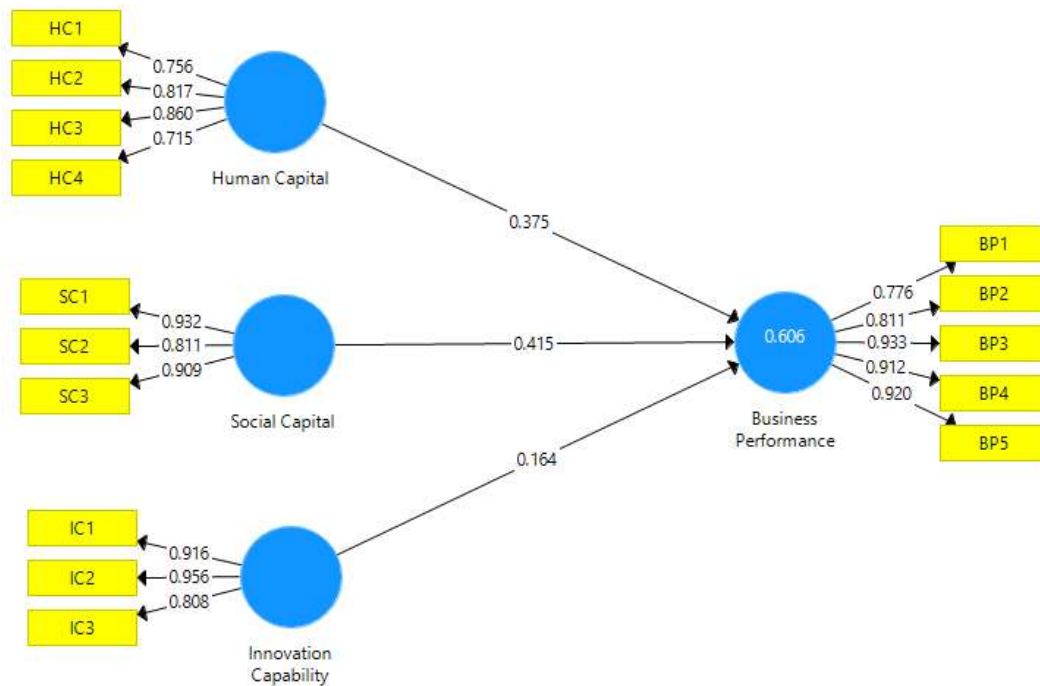 HC1
HC2
HC3
HC4
0.756
0.817
0.860
0.715
Human Capital
0.375
SC1
SC2
SC3
0.932
0.811
0.909
Social Capital
0.415
IC1
IC2
IC3
0.916
0.956
0.808
Innovation
Capability
0.164
0.606
Business
Performance
0.776
0.811
0.933
0.912
0.920
BP1
BP2
BP3
BP4
BP5